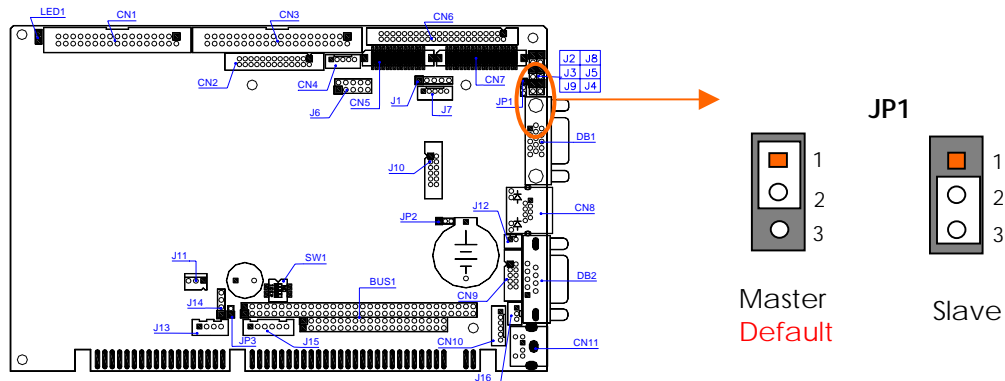 LED1
CN1
CN3
CN6
J2 J8
J3 J5
J9 J4
CN2
CN4
J6
CN5
J1
J7
CN7
JP1
DB1
J10
J12
CN8
JP2
J11
SW1
BUS1
CN9
DB2
J14
J13
JP3
J15
CN10
J16
CN11
JP1
1
2
3
Master
Default
1
2
3
Slave